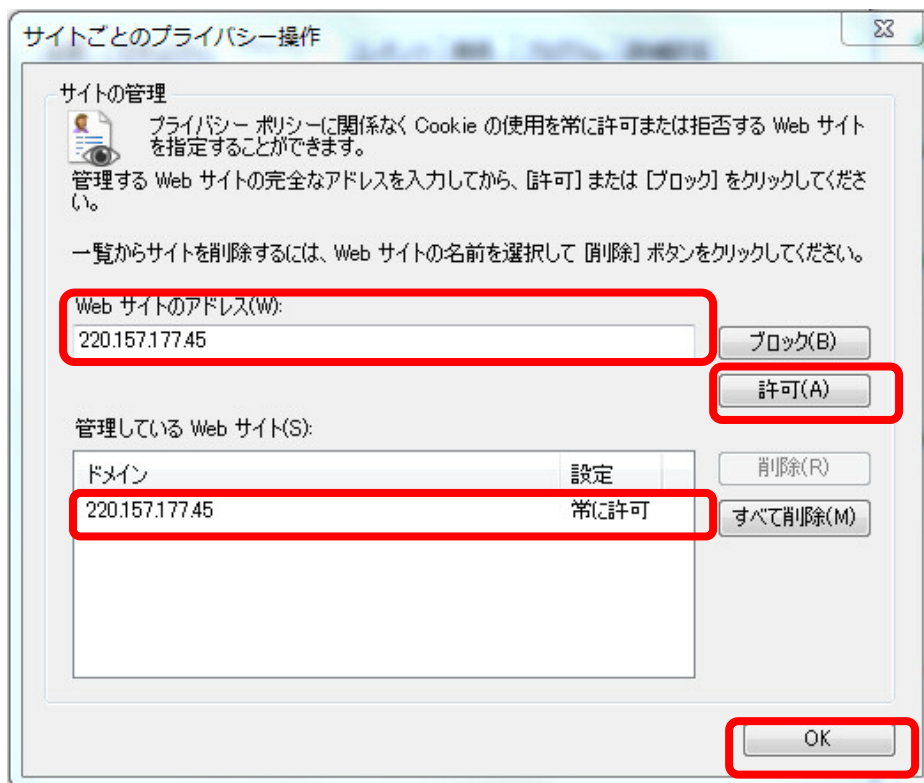 サイトごとのプライバシー操作
サイトの管理
プライバシー ポリシーに関係なく Cookie の使用を常に許可または拒否する Web サイト
を指定することができます。
管理する Web サイトの完全なアドレスを入力してから、[許可] または [ブロック] をクリックしてくださ
い。
一覧からサイトを削除するには、Web サイトの名前を選択して [削除] ボタンをクリックしてください。
Web サイトのアドレス(W):
220.157.177.45
ブロック(B)
許可(A)
管理している Web サイト(S):
ドメイン 設定
削除(R)
220.157.177.45 常に許可
すべて削除(M)
OK